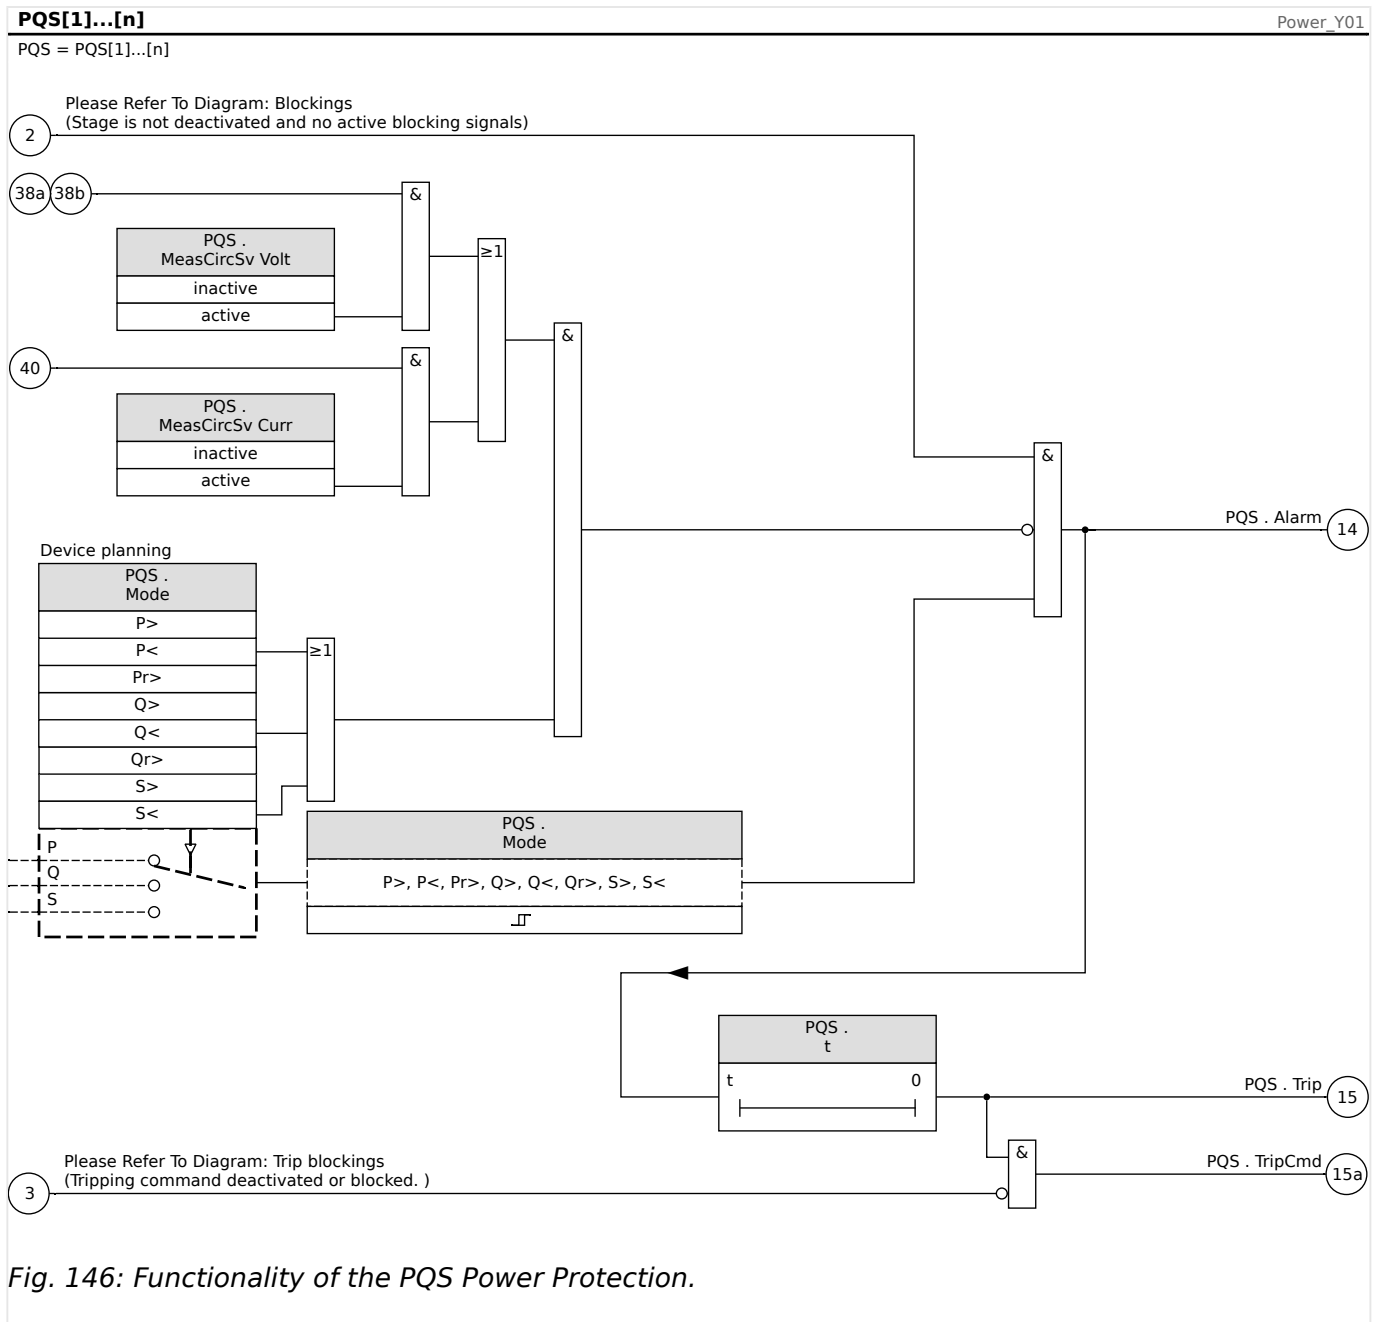 PQS[1]...[n]
Power_Y01
PQS = PQS[1]...[n]
Please Refer To Diagram: Blockings
(Stage is not deactivated and no active blocking signals)
2
38a 38b
&
PQS .
MeasCircSv Volt
inactive
active
≥1
&
40
&
PQS .
MeasCircSv Curr
inactive
active
&
PQS . Alarm
14
Device planning
PQS .
Mode
P>
P<
Pr>
Q>
Q<
Qr>
S>
S<
≥1
P
Q
S
PQS .
Mode
P>, P<, Pr>, Q>, Q<, Qr>, S>, S<
PQS .
t
t 0
PQS . Trip
15
&
PQS . TripCmd
15a
Please Refer To Diagram: Trip blockings
(Tripping command deactivated or blocked. )
3
Fig. 146: Functionality of the PQS Power Protection.